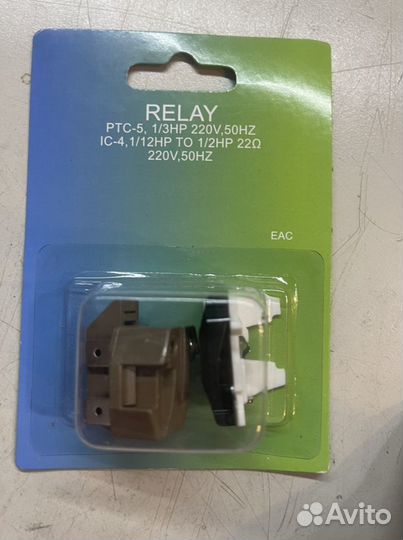 RELAY
PTC-5, 1/3HP 220V,50HZ
IC-4,1/12HP TO 1/2HP 22Ω
220V,50HZ
EAC
Avito